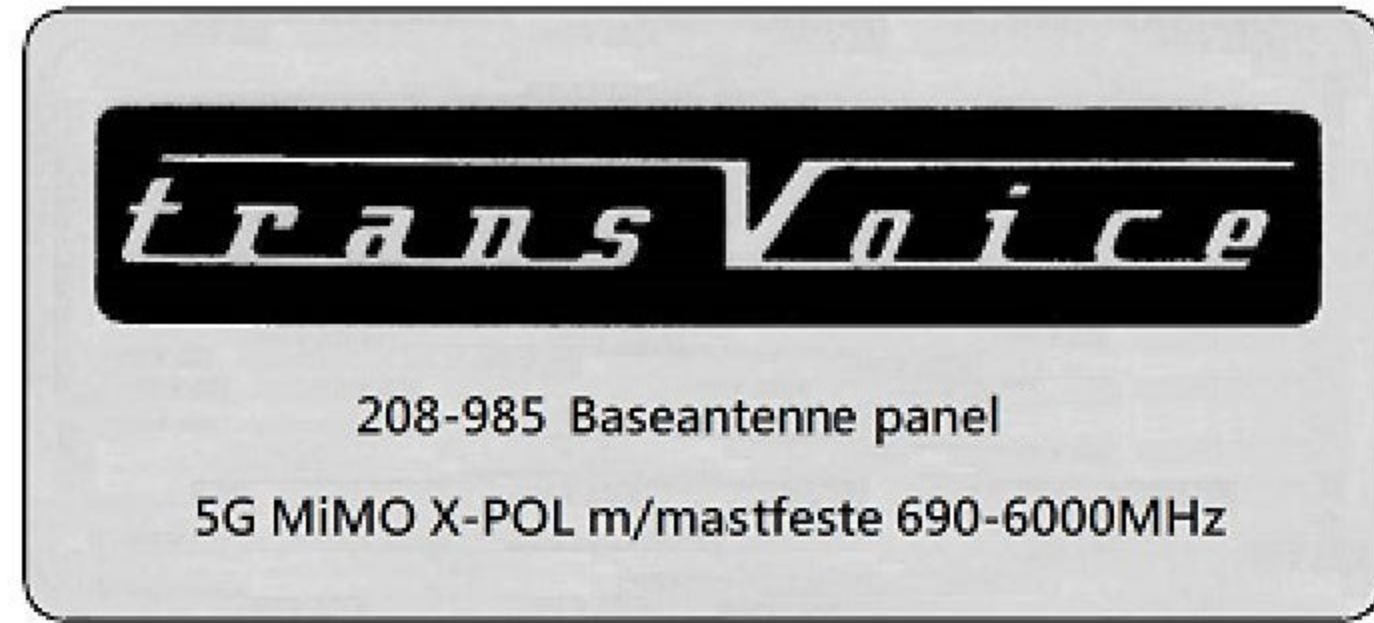 transVoice
208-985 Baseantenne panel
5G MiMO X-POL m/mastfeste 690-6000MHz